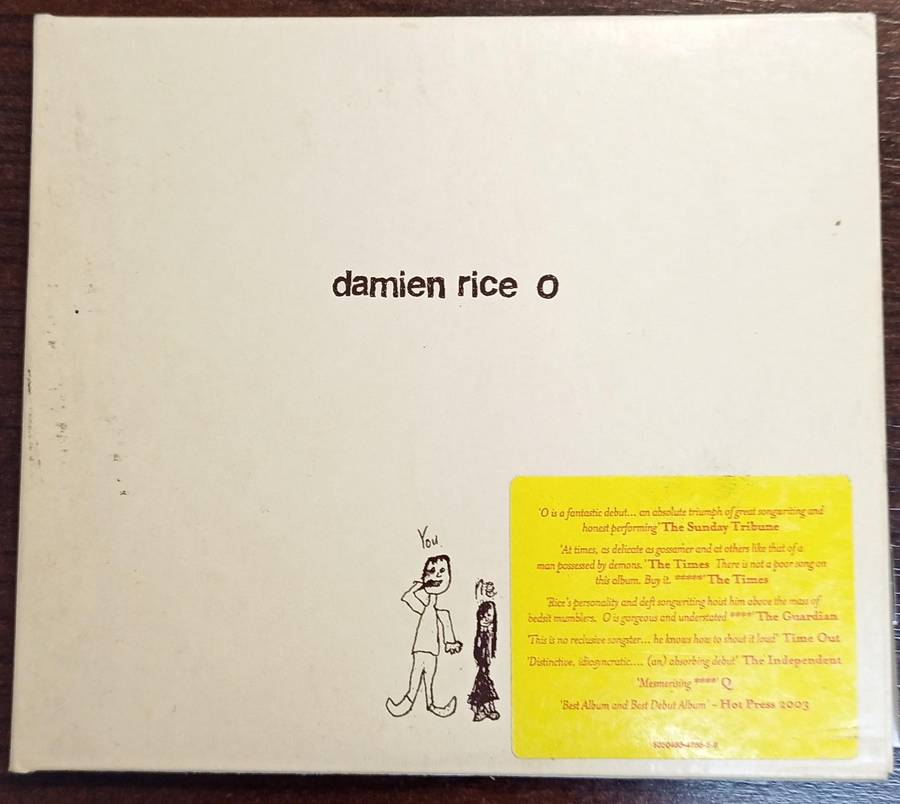 damien rice O
You
me
'O is a fantastic debut... an absolute triumph of great songwriting and
honest performing' The Sunday Tribune
'At times, as delicate as gossamer and at others like that of a
man possessed by demons.' The Times There is not a poor song on
this album. Buy it. *****' The Times
'Rice's personality and deft songwriting hoist him above the mass of
bedsit mumblers. O is gorgeous and understated ****' The Guardian
'This is no reclusive songster... he knows how to shout it loud" Time Out
'Distinctive, idiosyncratic.... (an) absorbing debut' The Independent
'Mesmerising ****' Q
'Best Album and Best Debut Album' - Hot Press 2003